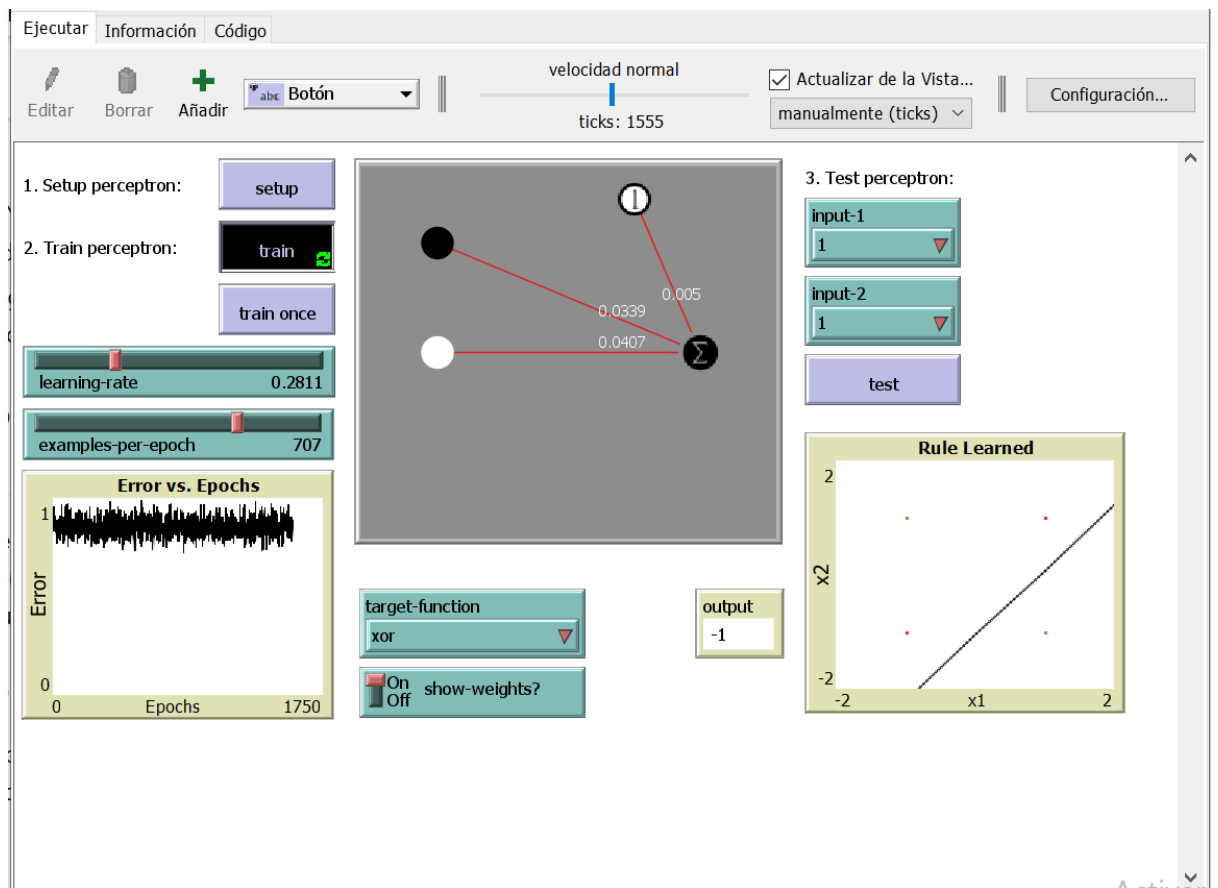 Ejecutar Información Código
Editar Borrar Añadir
abc Botón
velocidad normal
ticks: 1555
Actualizar de la Vista...
manualmente (ticks)
Configuración...
1. Setup perceptron:
setup
2. Train perceptron:
train
train once
learning-rate 0.2811
examples-per-epoch 707
Error vs. Epochs
1
Error
0
0 Epochs 1750
1
0.005
0.0339
0.0407
Σ
target-function
xor
On
Off
show-weights?
output
-1
3. Test perceptron:
input-1
1
input-2
1
test
Rule Learned
2
x2
-2
-2 x1 2